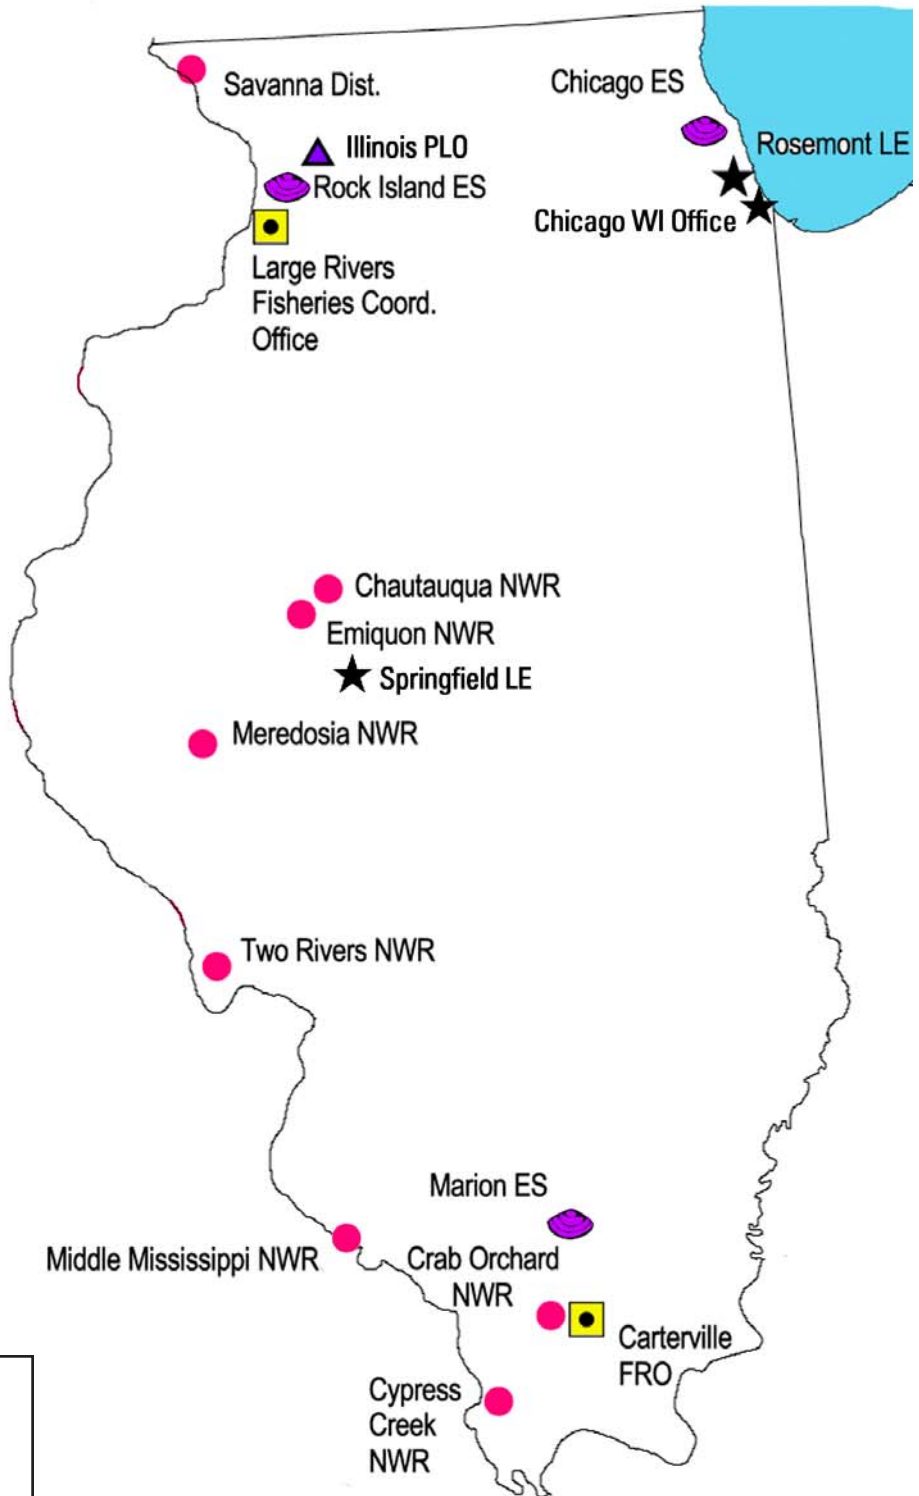 Savanna Dist.
Chicago ES
Illinois PLO
Rosemont LE
Rock Island ES
Chicago WI Office
Large Rivers
Fisheries Coord.
Office
Chautauqua NWR
Emiquon NWR
Springfield LE
Meredosia NWR
Two Rivers NWR
Marion ES
Middle Mississippi NWR
Crab Orchard
NWR
Carterville
FRO
Cypress
Creek
NWR